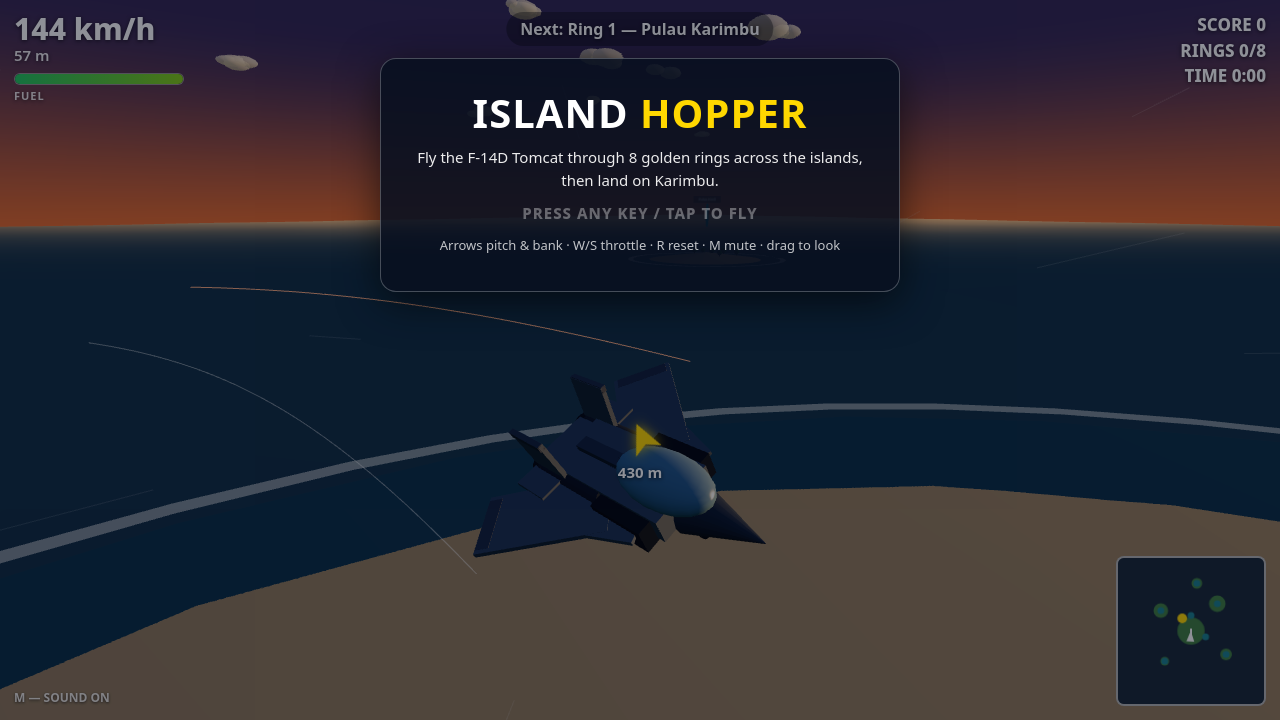 144 km/h
57 m
FUEL
Next: Ring 1 — Pulau Karimbu
SCORE 0
RINGS 0/8
TIME 0:00
ISLAND HOPPER
Fly the F-14D Tomcat through 8 golden rings across the islands,
then land on Karimbu.
PRESS ANY KEY / TAP TO FLY
Arrows pitch & bank · W/S throttle · R reset · M mute · drag to look
430 m
M — SOUND ON